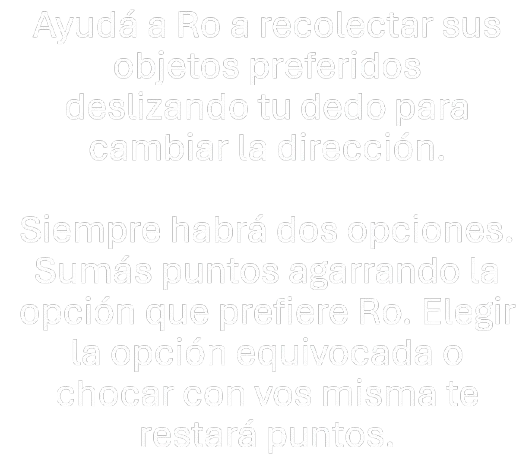 Ayudá a Ro a recolectar sus
objetos preferidos
deslizando tu dedo para
cambiar la dirección.
Siempre habrá dos opciones.
Sumás puntos agarrando la
opción que prefiere Ro. Elegir
la opción equivocada o
chocar con vos misma te
restará puntos.